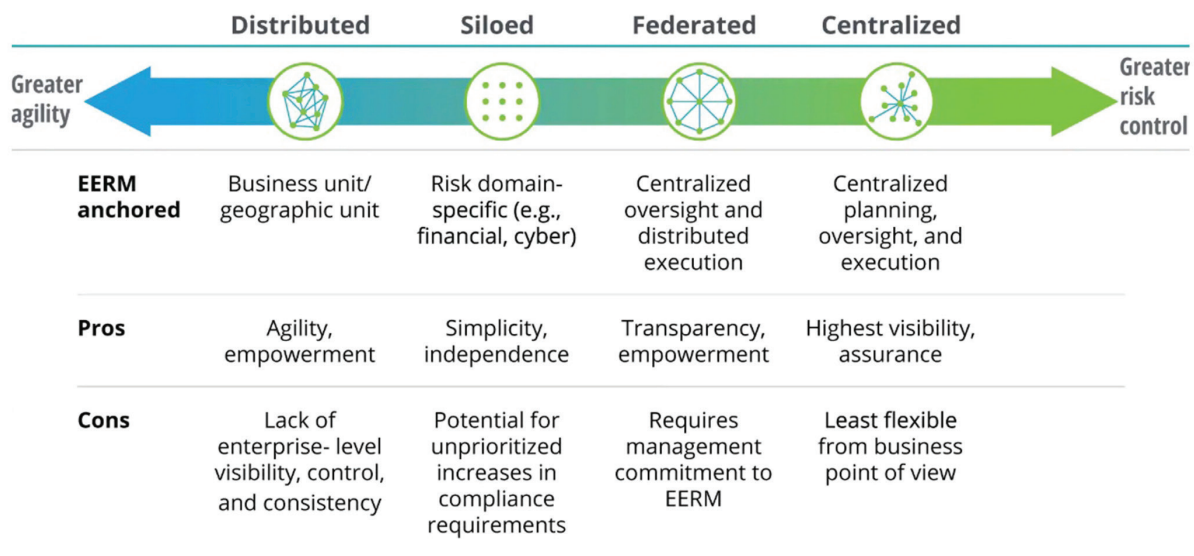 Distributed Siloed Federated Centralized
Greater
agility
Greater
risk
control
EERM
anchored
Business unit/
geographic unit
Risk domain-
specific (e.g.,
financial, cyber)
Centralized
oversight and
distributed
execution
Centralized
planning,
oversight, and
execution
Pros
Agility,
empowerment
Simplicity,
independence
Transparency,
empowerment
Highest visibility,
assurance
Cons
Lack of
enterprise- level
visibility, control,
and consistency
Potential for
unprioritized
increases in
compliance
requirements
Requires
management
commitment to
EERM
Least flexible
from business
point of view